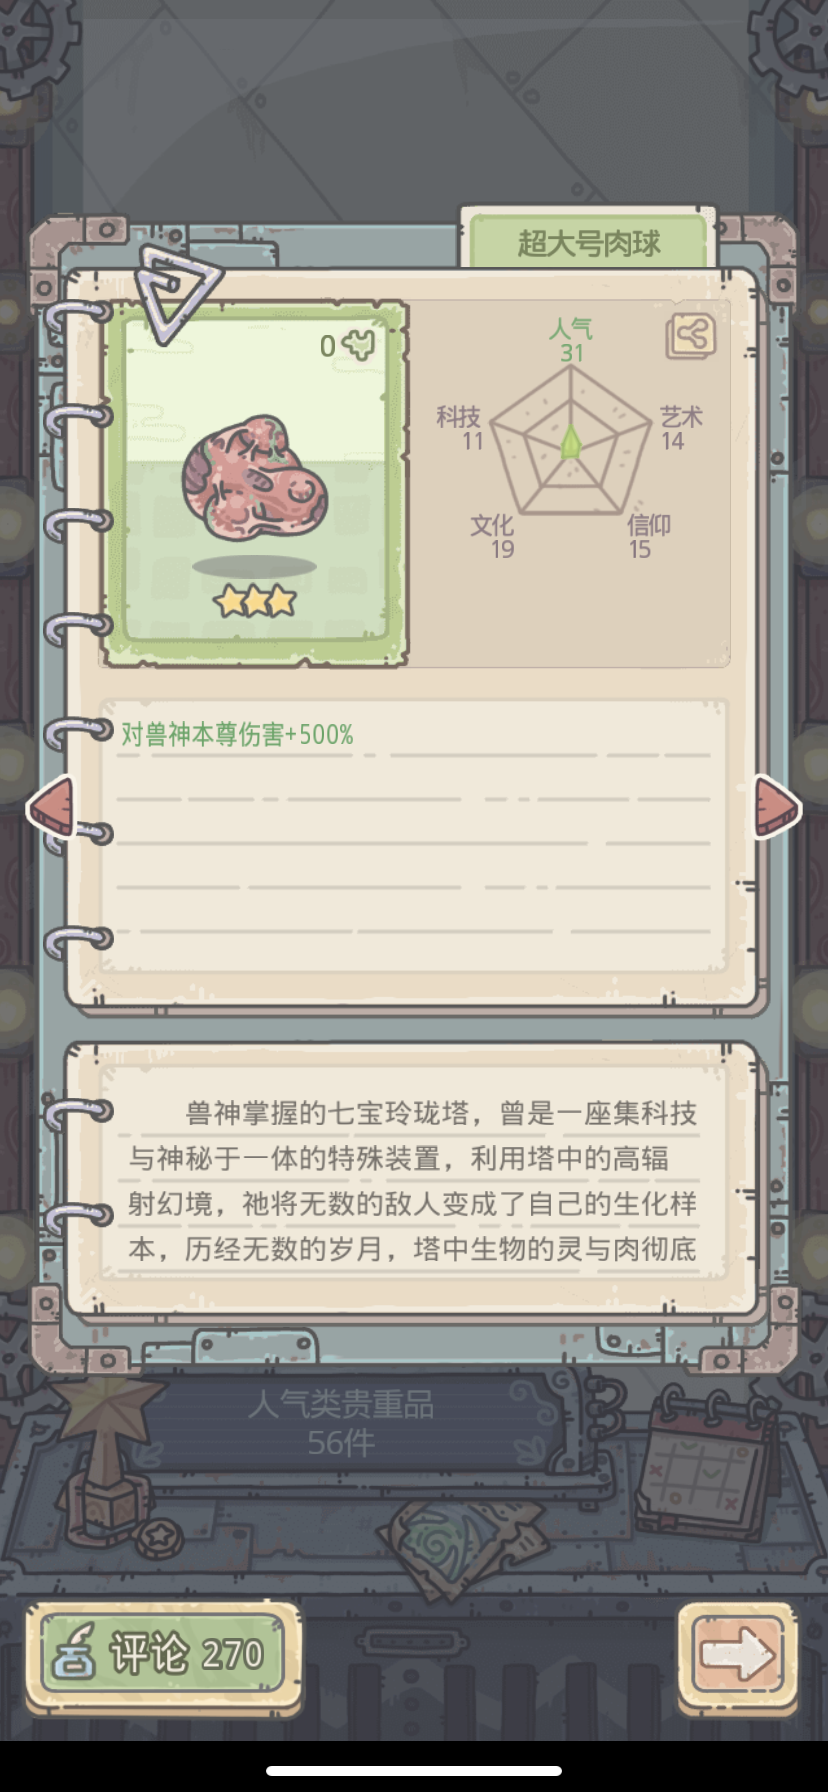 超大号肉球
0
人气
31
科技
11
艺术
14
文化
19
信仰
15
对兽神本尊伤害+500%
兽神掌握的七宝玲珑塔，曾是一座集科技
与神秘于一体的特殊装置，利用塔中的高辐
射幻境，祂将无数的敌人变成了自己的生化样
本，历经无数的岁月，塔中生物的灵与肉彻底
人气类贵重品
56件
评论 270